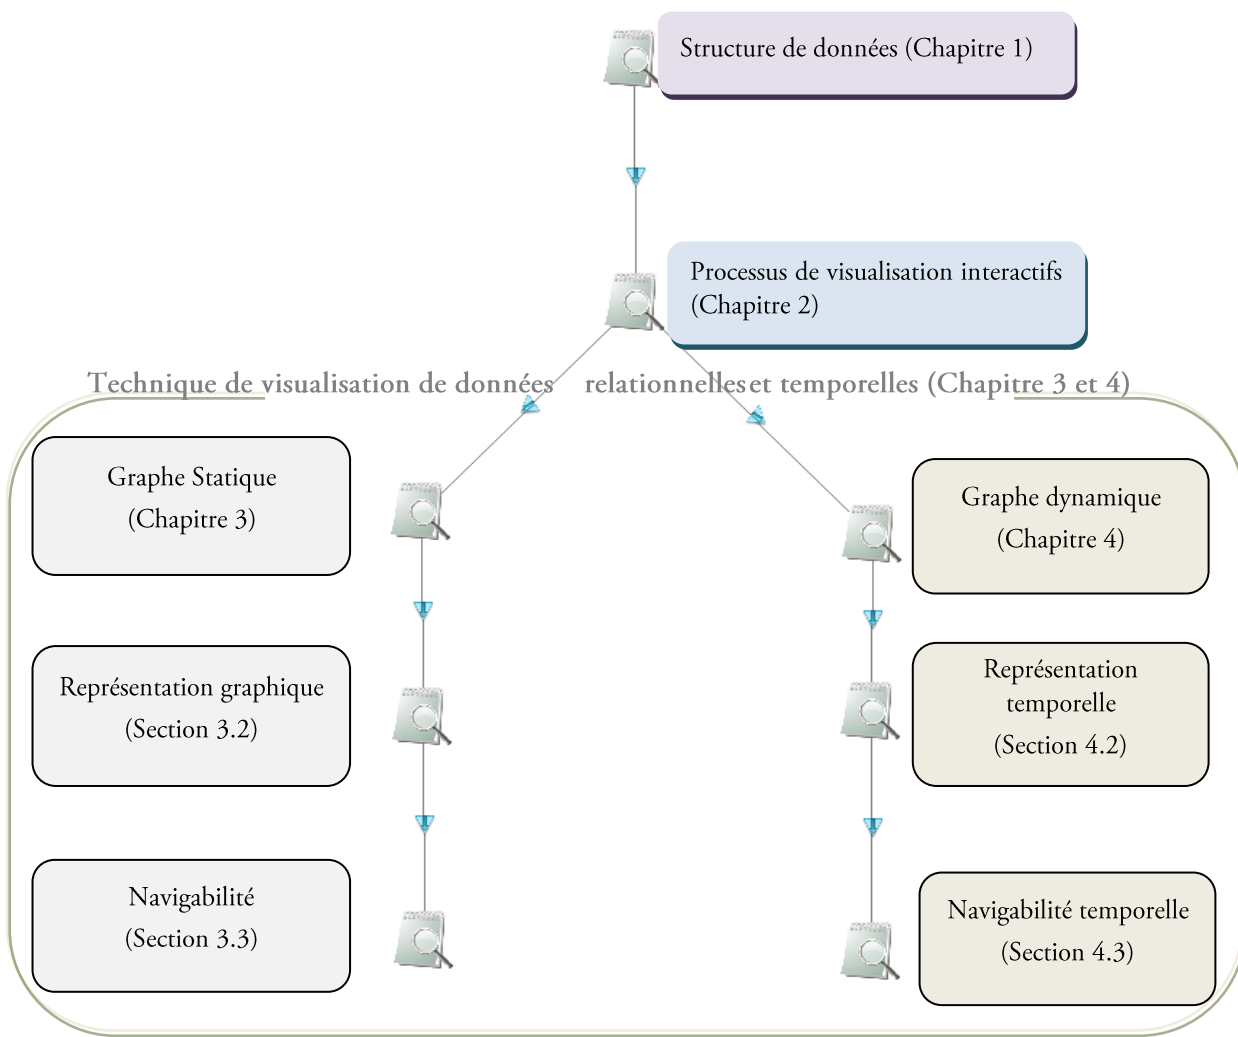 Structure de données (Chapitre 1)
Processus de visualisation interactifs
(Chapitre 2)
Technique de visualisation de données relationnelles et temporelles (Chapitre 3 et 4)
Graphe Statique
(Chapitre 3)
Représentation graphique
(Section 3.2)
Navigabilité
(Section 3.3)
Graphe dynamique
(Chapitre 4)
Représentation
temporelle
(Section 4.2)
Navigabilité temporelle
(Section 4.3)